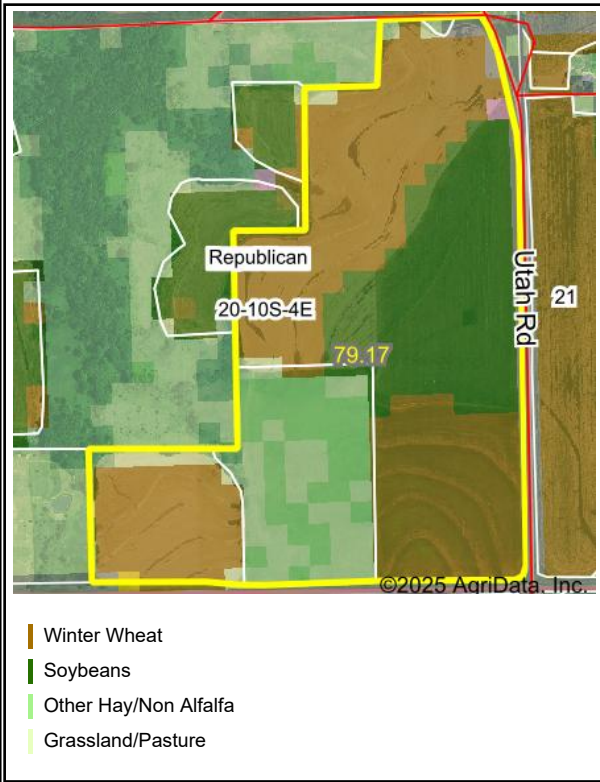 Republican
20-10S-4E
Utah Rd
21
79.17
©2025 AgriData, Inc.
Winter Wheat
Soybeans
Other Hay/Non Alfalfa
Grassland/Pasture